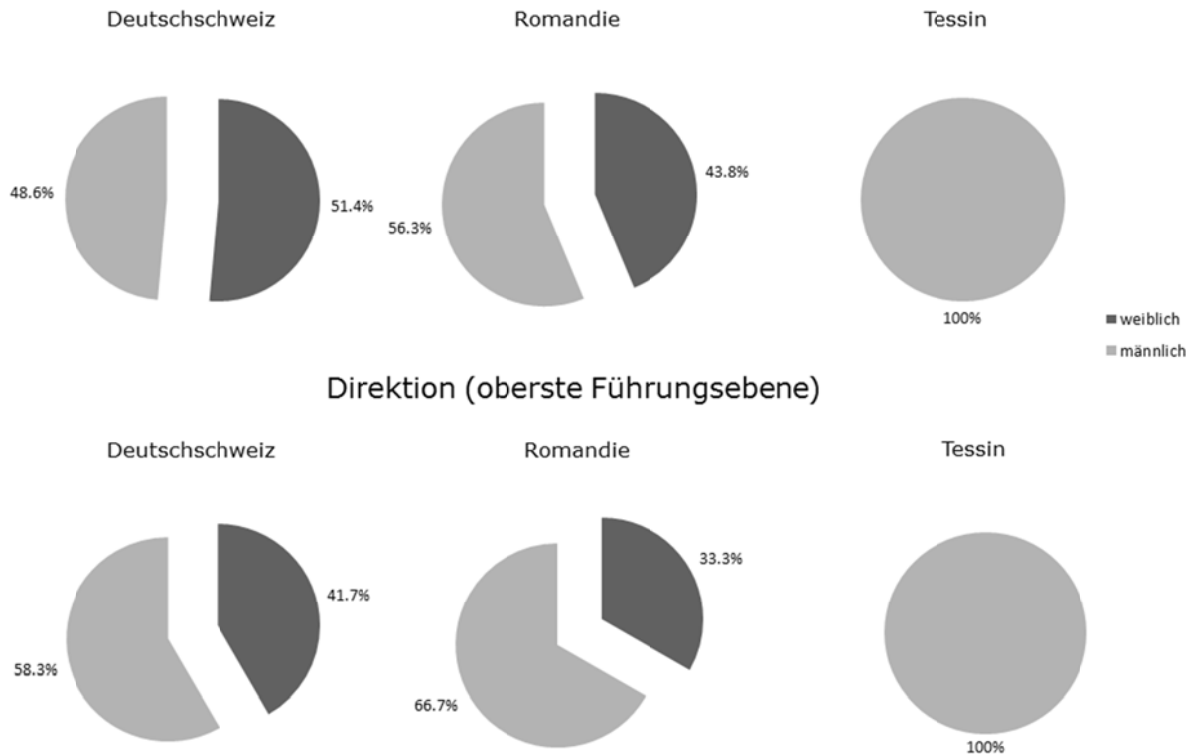 Deutschschweiz Romandie Tessin
48.6% 51.4% 56.3% 43.8% 100%
weiblich
männlich
Direktion (oberste Führungsebene)
Deutschschweiz Romandie Tessin
58.3% 41.7% 66.7% 33.3% 100%